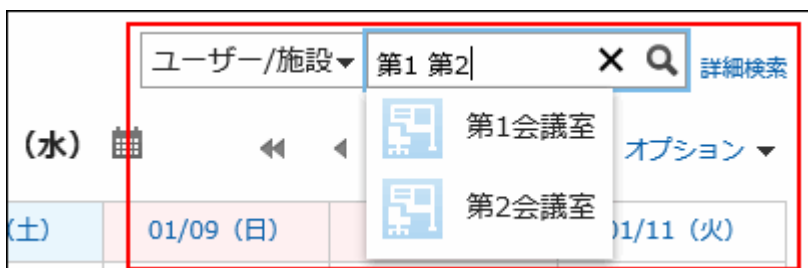 ユーザー/施設▼ 第1 第2 × 詳細検索
第1会議室
(水) オプション ▼
第2会議室
(土) 01/09 (日) 01/11 (火)